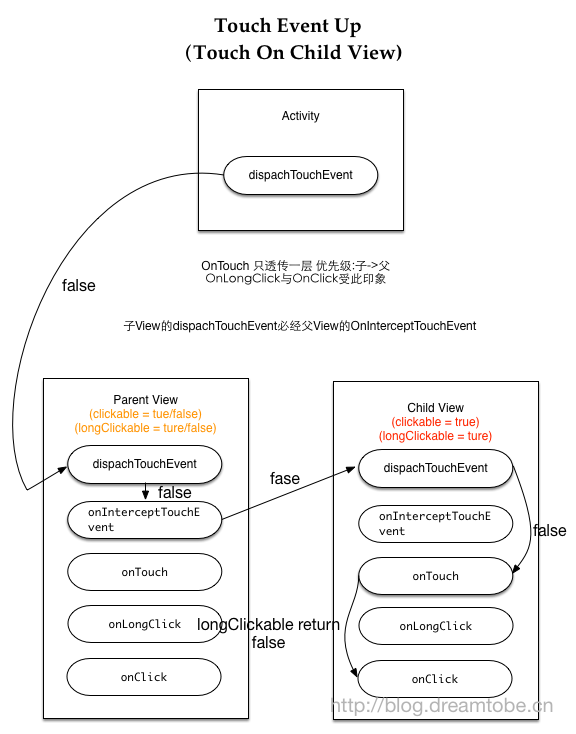 Touch Event Up
(Touch On Child View)
Activity
dispachTouchEvent
OnTouch 只透传一层 优先级:子->父
OnLongClick与OnClick受此印象
false
子View的dispachTouchEvent必经父View的OnInterceptTouchEvent
Parent View
(clickable = tue/false)
(longClickable = ture/false)
dispachTouchEvent
false
onInterceptTouchE
vent
onTouch
onLongClick
onClick
fase
Child View
(clickable = true)
(longClickable = ture)
dispachTouchEvent
onInterceptTouchE
vent
false
onTouch
longClickable return
false
onLongClick
onClick
http://blog.dreamtobe.cn